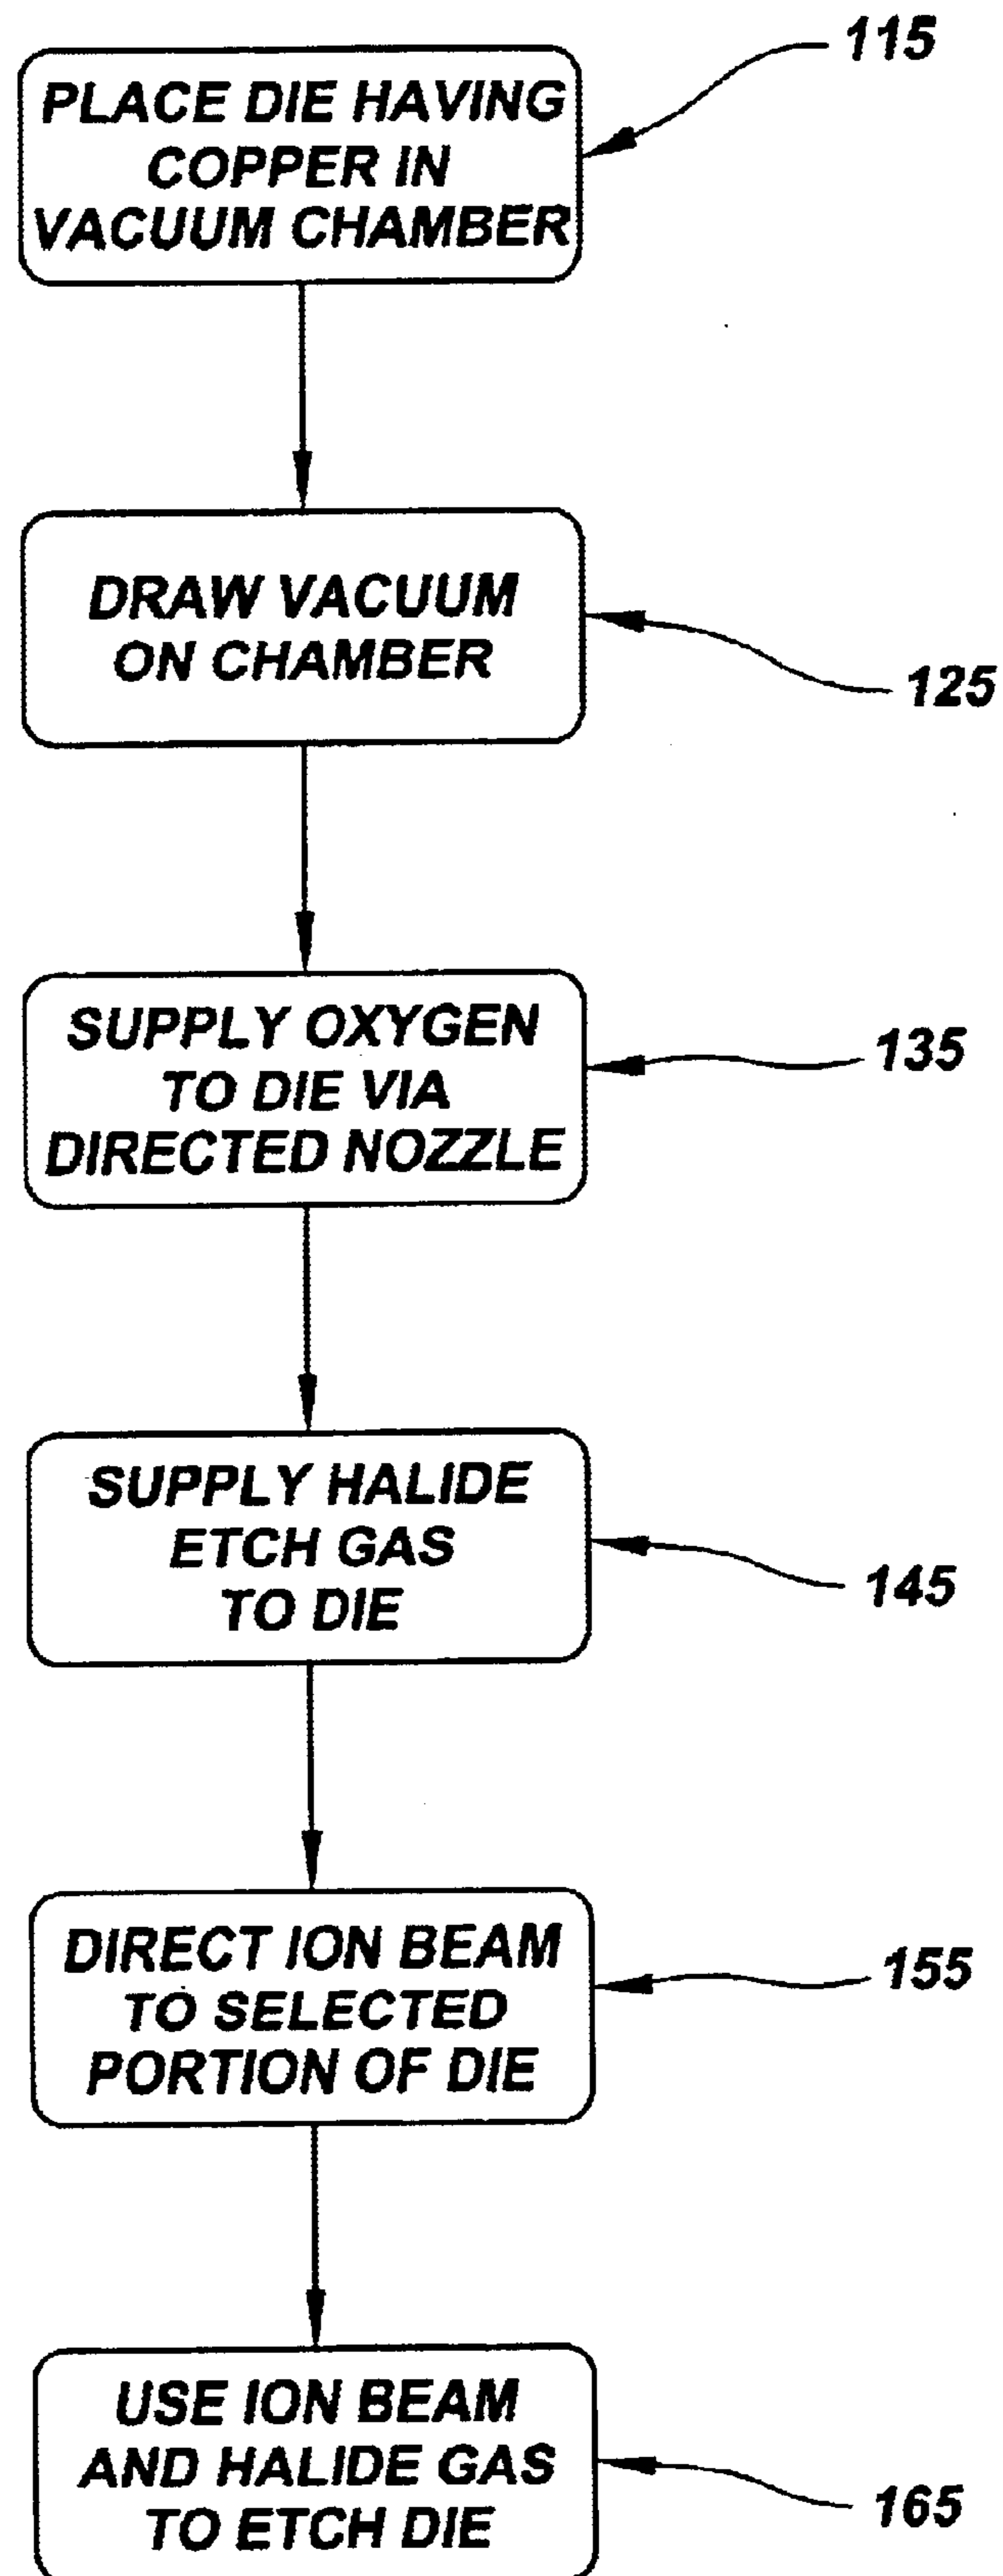 115
PLACE DIE HAVING
COPPER IN
VACUUM CHAMBER
DRAW VACUUM
ON CHAMBER
125
SUPPLY OXYGEN
TO DIE VIA
DIRECTED NOZZLE
135
SUPPLY HALIDE
ETCH GAS
TO DIE
145
DIRECT ION BEAM
TO SELECTED
PORTION OF DIE
155
USE ION BEAM
AND HALIDE GAS
TO ETCH DIE
165